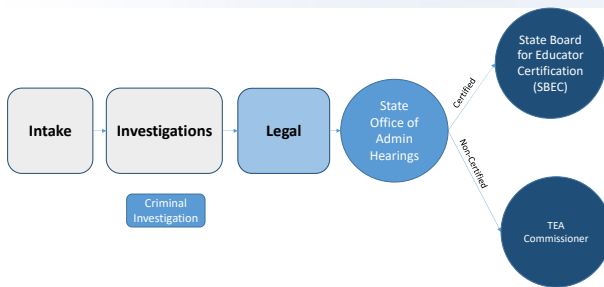 Intake
Investigations
Legal
State
Office of
Admin
Hearings
Certified
Non-Certified
State Board
for Educator
Certification
(SBEC)
TEA
Commissioner
Criminal
Investigation